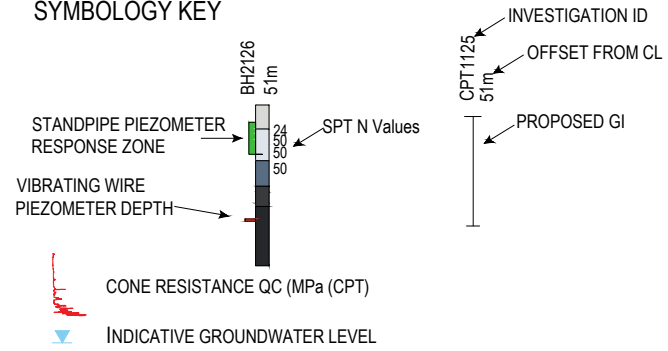 SYMBOLOGY KEY
INVESTIGATION ID
OFFSET FROM CL
BH2126
51m
CPT1125
51m
STANDPIPE PIEZOMETER
RESPONSE ZONE
24
50
50
50
SPT N Values
PROPOSED GI
VIBRATING WIRE
PIEZOMETER DEPTH
CONE RESISTANCE QC (MPa (CPT)
INDICATIVE GROUNDWATER LEVEL